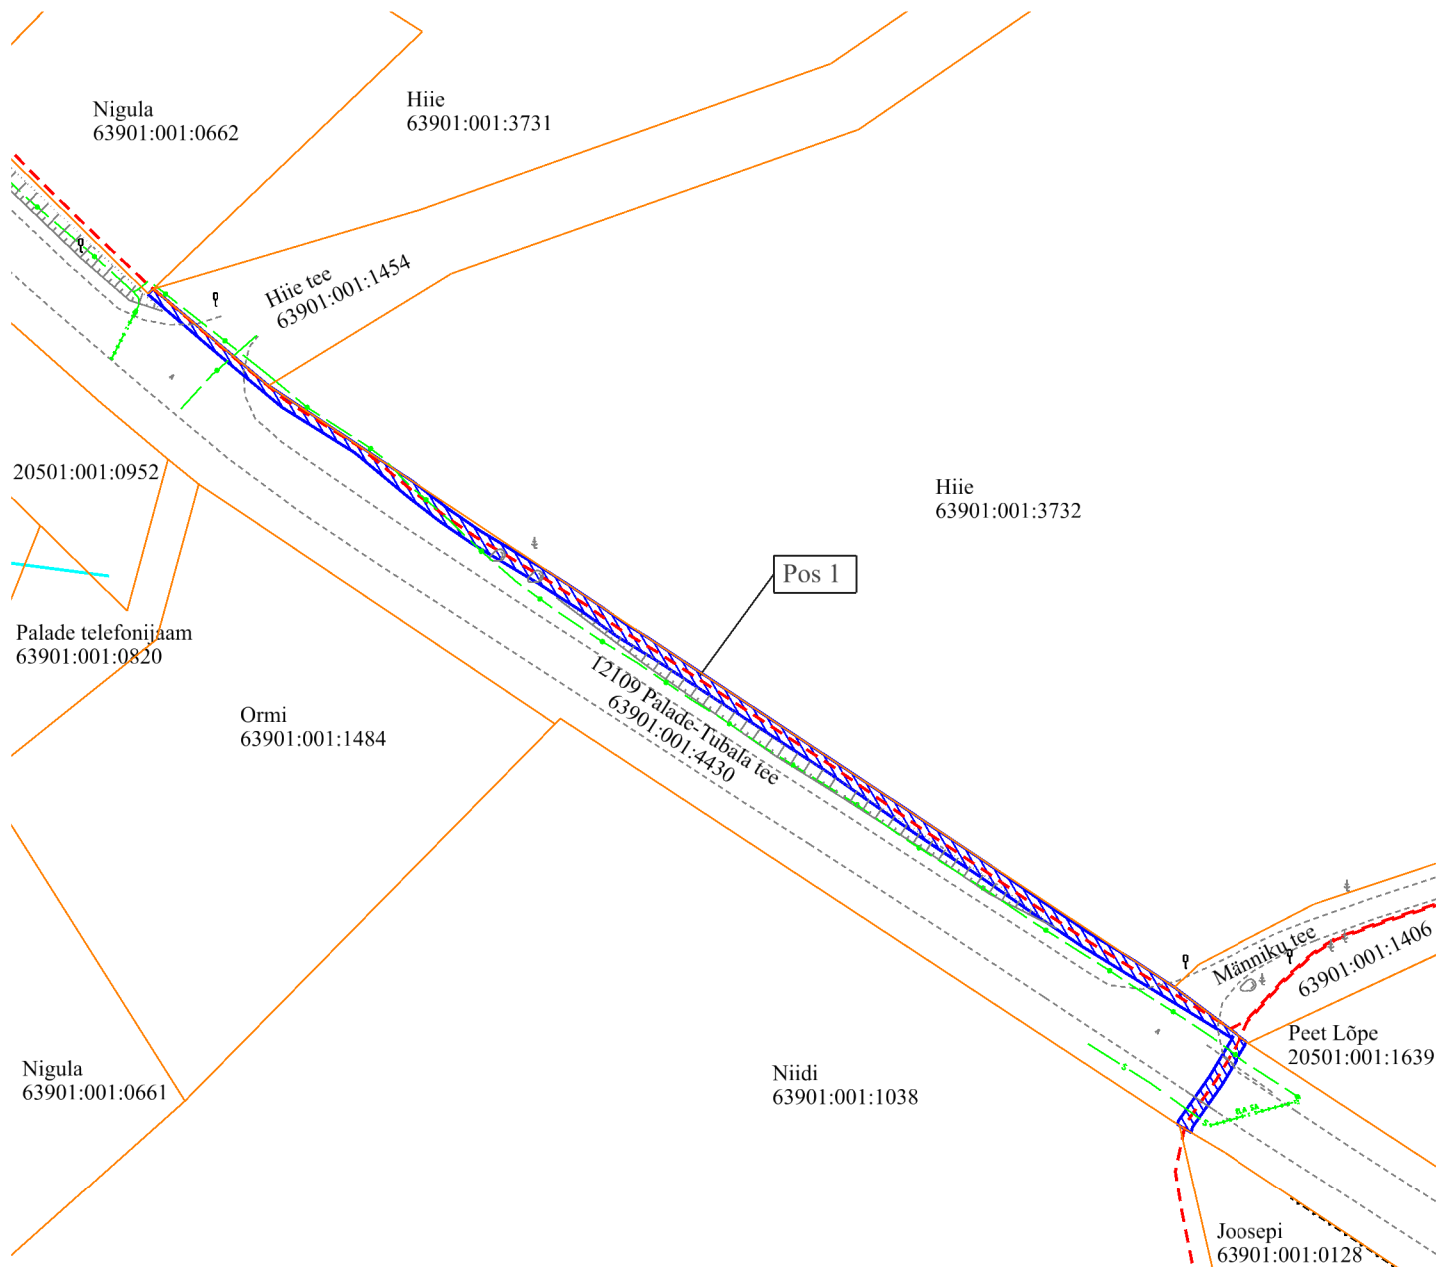 Nigula
63901:001:0662
Hiie
63901:001:3731
Hiie tee
63901:001:1454
20501:001:0952
Hiie
63901:001:3732
Pos 1
Palade telefonijaam
63901:001:0820
12109 Palade-Tubala tee
63901:001:4430
Ormi
63901:001:1484
Männiku tee
63901:001:1406
Peet Lõpe
20501:001:1639
Nigula
63901:001:0661
Niidi
63901:001:1038
Joosepi
63901:001:0128